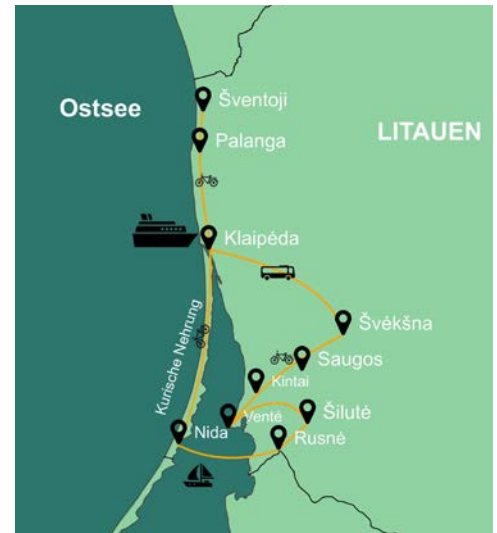 Šventoji
Ostsee
LITAUEN
Palanga
Klaipėda
Kurische Nehrung
Švėkšna
Saugos
Kintai
Ventė
Šilutė
Nida
Rusnė